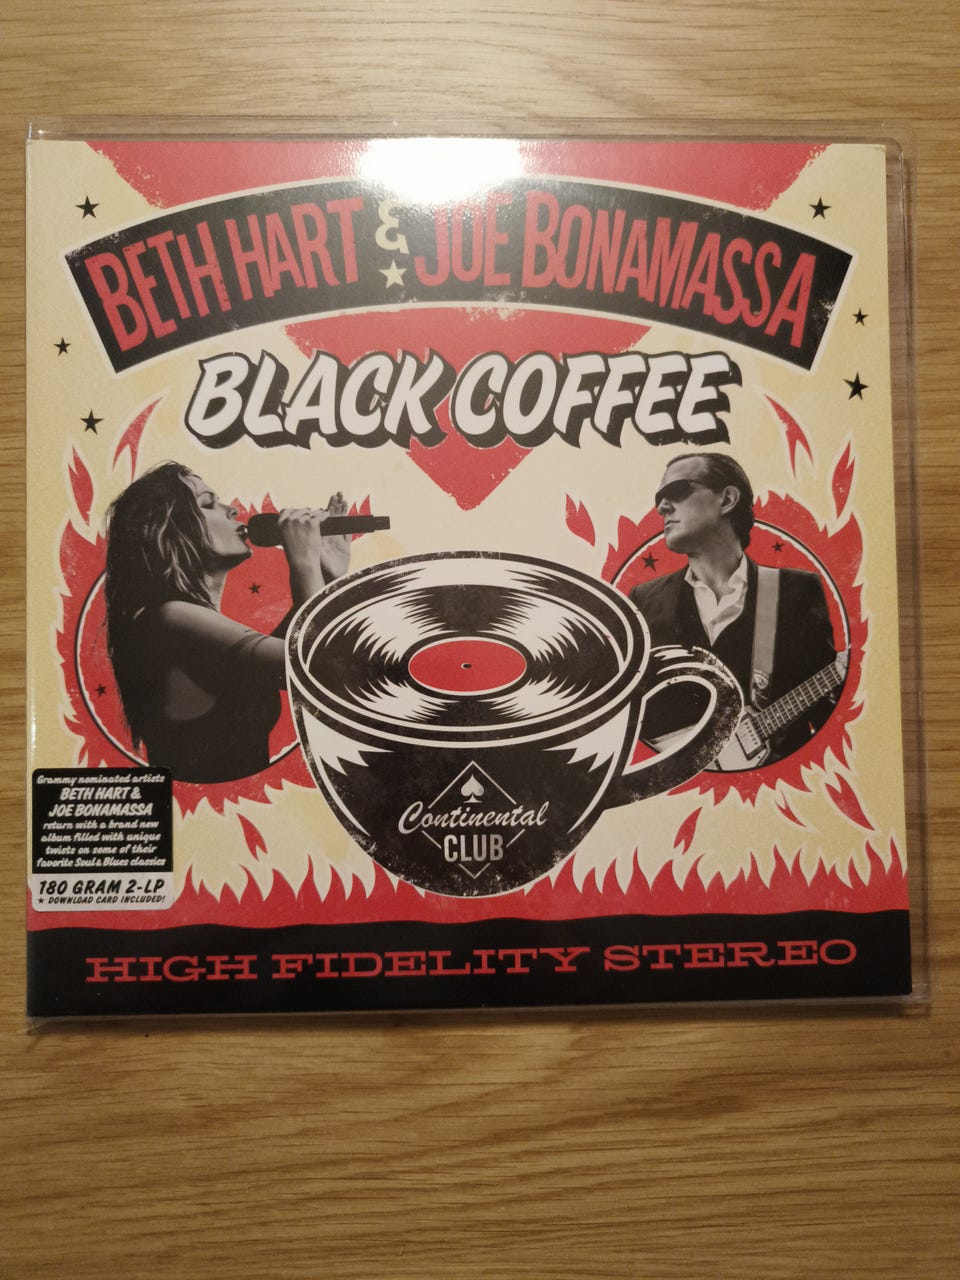 BETH HART & JOE BONAMASSA
BLACK COFFEE
Continental
CLUB
Grammy nominated artists
BETH HART &
JOE BONAMASSA
return with a brand new
album filled with unique
twists on some of their
favorite Soul & Blues classics
180 GRAM 2-LP
★ DOWNLOAD CARD INCLUDED!
HIGH FIDELITY STEREO